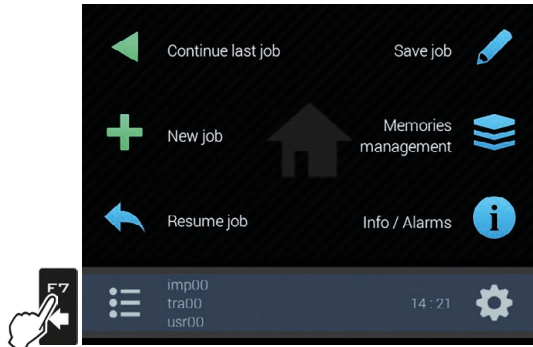 Continue last job
Save job
New job
Memories
management
Resume job
Info / Alarms
i
F7
imp00
tra00
usr00
14 : 21